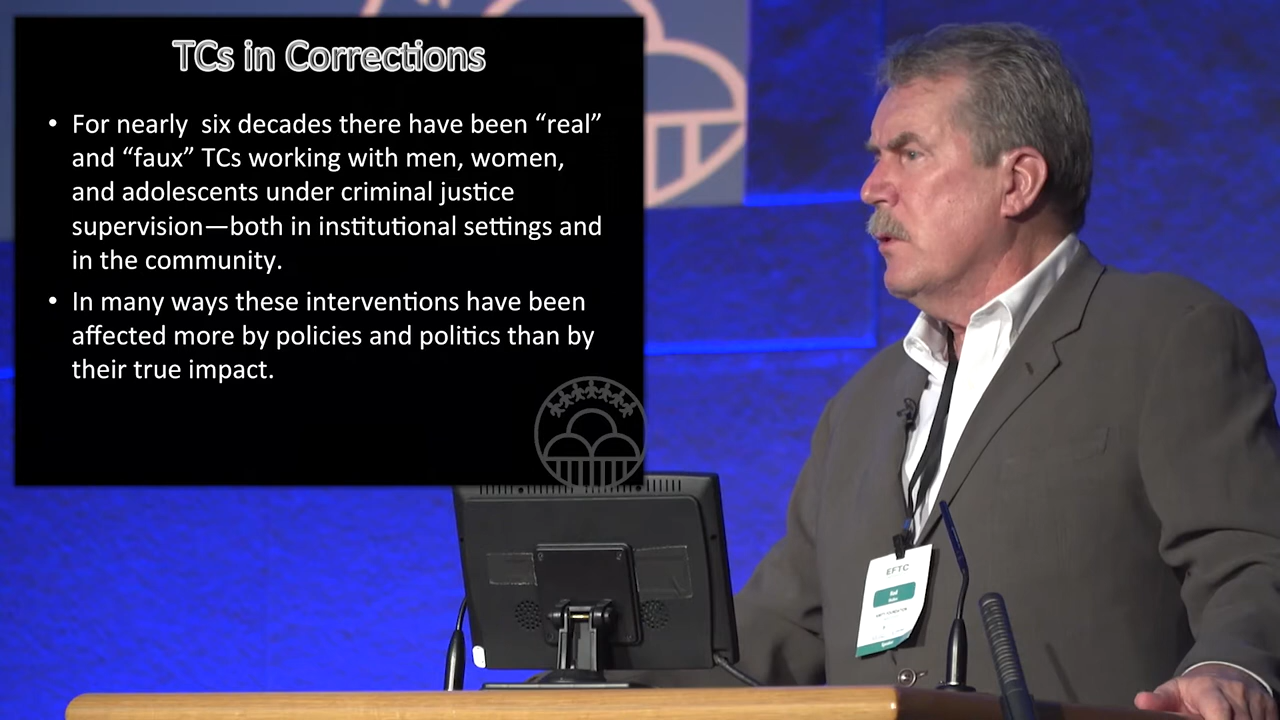 TCs in Corrections
• For nearly  six decades there have been “real”
and “faux” TCs working with men, women,
and adolescents under criminal justice
supervision—both in institutional settings and
in the community.
• In many ways these interventions have been
affected more by policies and politics than by
their true impact.
EFTC
Rod